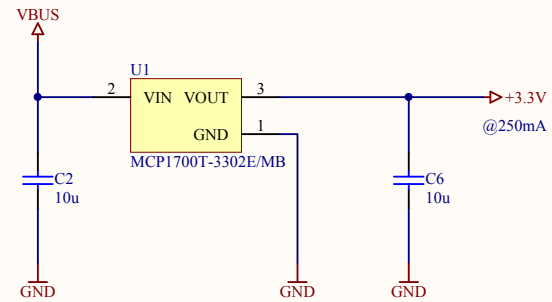 VBUS
U1
2 VIN VOUT 3
+3.3V
GND 1
@250mA
MCP1700T-3302E/MB
C2
10u
C6
10u
GND
GND
GND